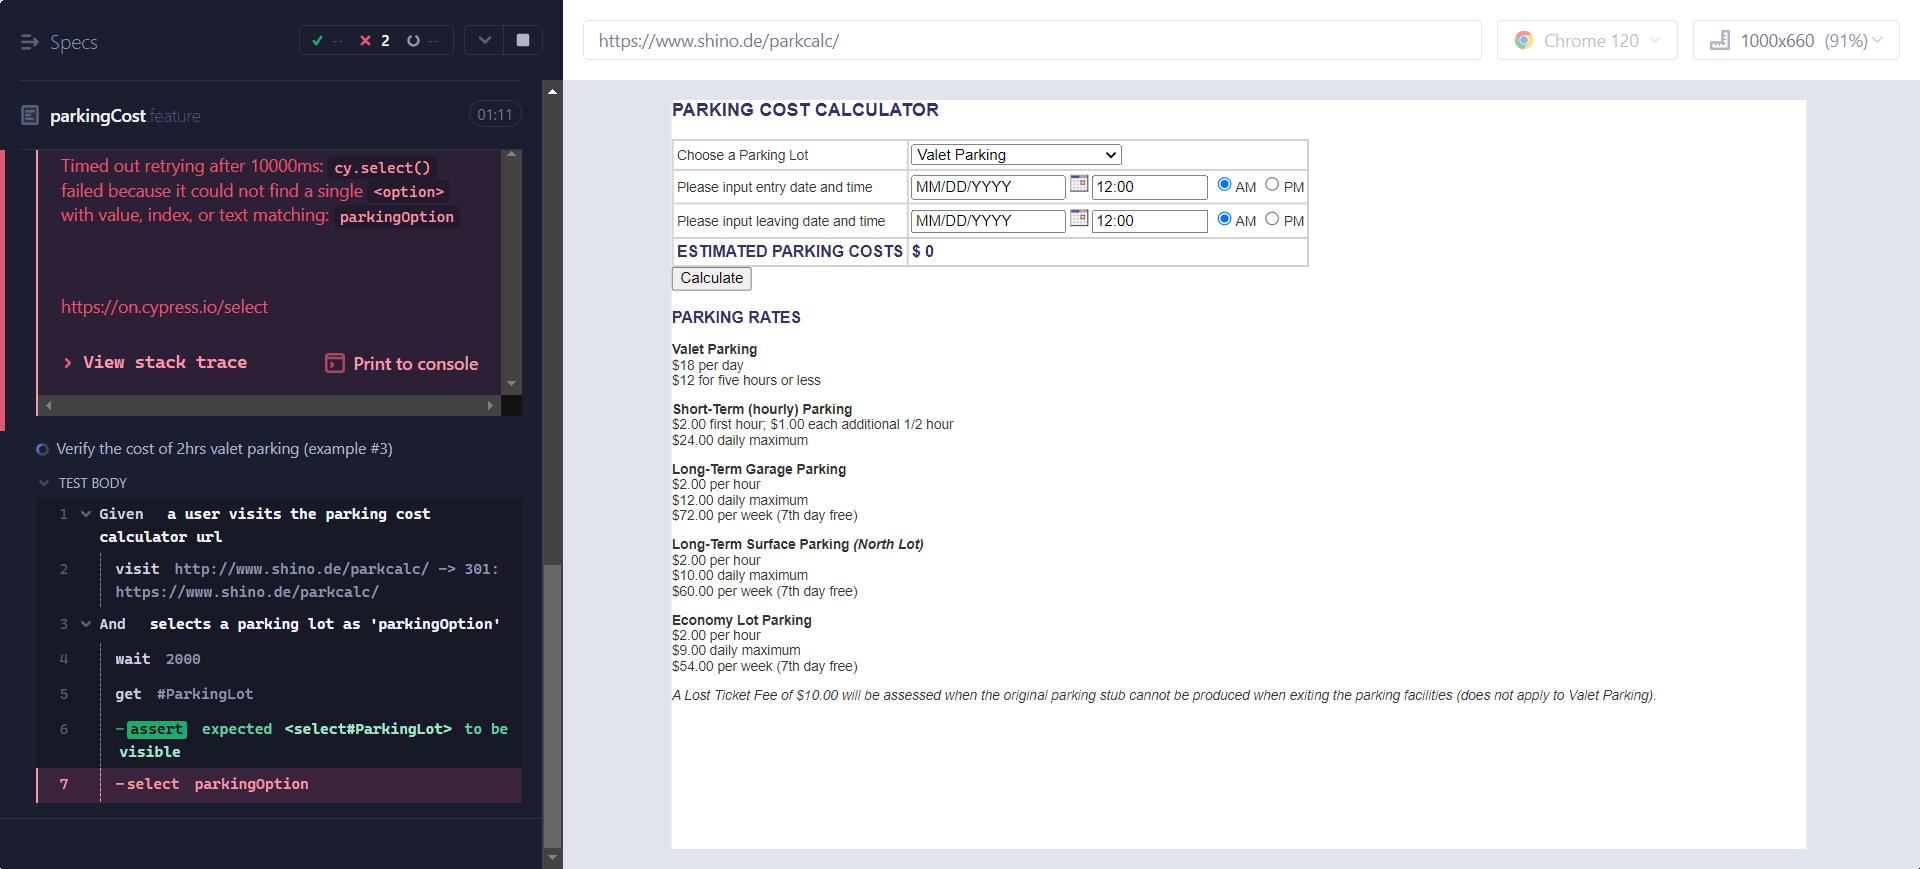 Specs
-- 2 --
parkingCost.feature
01:11
Timed out retrying after 10000ms: cy.select()
failed because it could not find a single <option>
with value, index, or text matching: parkingOption
https://on.cypress.io/select
View stack trace
Print to console
Verify the cost of 2hrs valet parking (example #3)
TEST BODY
1 Given a user visits the parking cost
calculator url
2 visit http://www.shino.de/parkcalc/ -> 301:
https://www.shino.de/parkcalc/
3 And selects a parking lot as 'parkingOption'
4 wait 2000
5 get #ParkingLot
6 -assert expected <select#ParkingLot> to be
visible
7 -select parkingOption
https://www.shino.de/parkcalc/
Chrome 120
1000x660 (91%)
PARKING COST CALCULATOR
Choose a Parking Lot Valet Parking
Please input entry date and time MM/DD/YYYY 12:00 AM PM
Please input leaving date and time MM/DD/YYYY 12:00 AM PM
ESTIMATED PARKING COSTS $ 0
Calculate
PARKING RATES
Valet Parking
$18 per day
$12 for five hours or less
Short-Term (hourly) Parking
$2.00 first hour; $1.00 each additional 1/2 hour
$24.00 daily maximum
Long-Term Garage Parking
$2.00 per hour
$12.00 daily maximum
$72.00 per week (7th day free)
Long-Term Surface Parking (North Lot)
$2.00 per hour
$10.00 daily maximum
$60.00 per week (7th day free)
Economy Lot Parking
$2.00 per hour
$9.00 daily maximum
$54.00 per week (7th day free)
A Lost Ticket Fee of $10.00 will be assessed when the original parking stub cannot be produced when exiting the parking facilities (does not apply to Valet Parking).